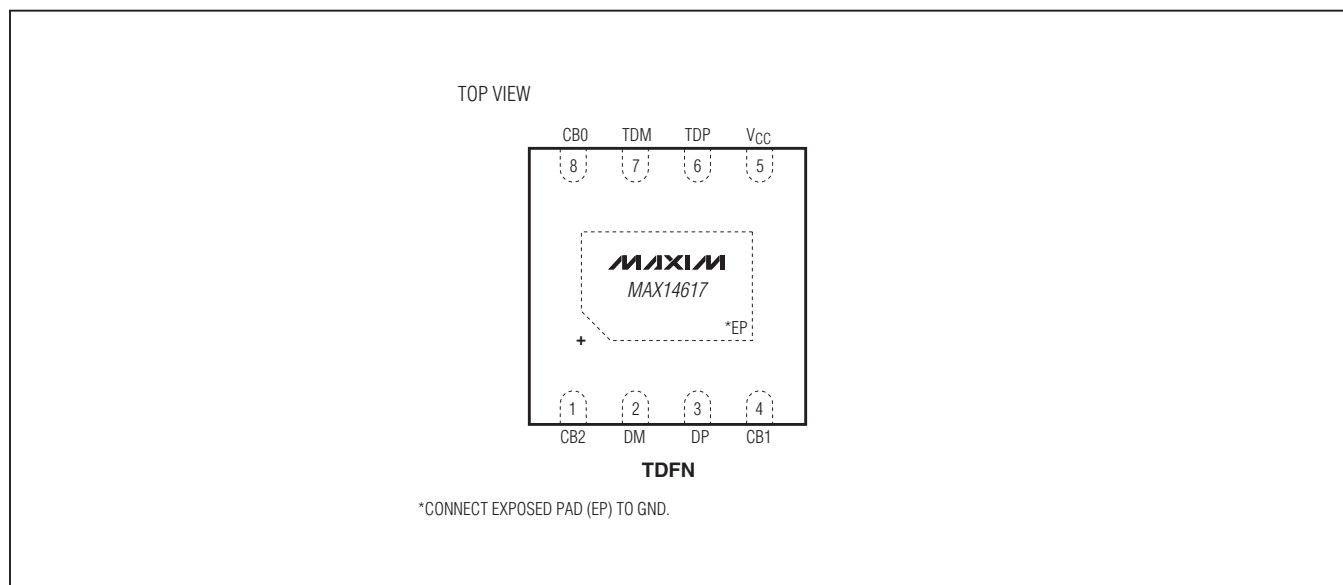 TOP VIEW
CB0 TDM TDP VCC
8 7 6 5
MAXIM
MAX14617
*EP
+
1 2 3 4
CB2 DM DP CB1
TDFN
*CONNECT EXPOSED PAD (EP) TO GND.